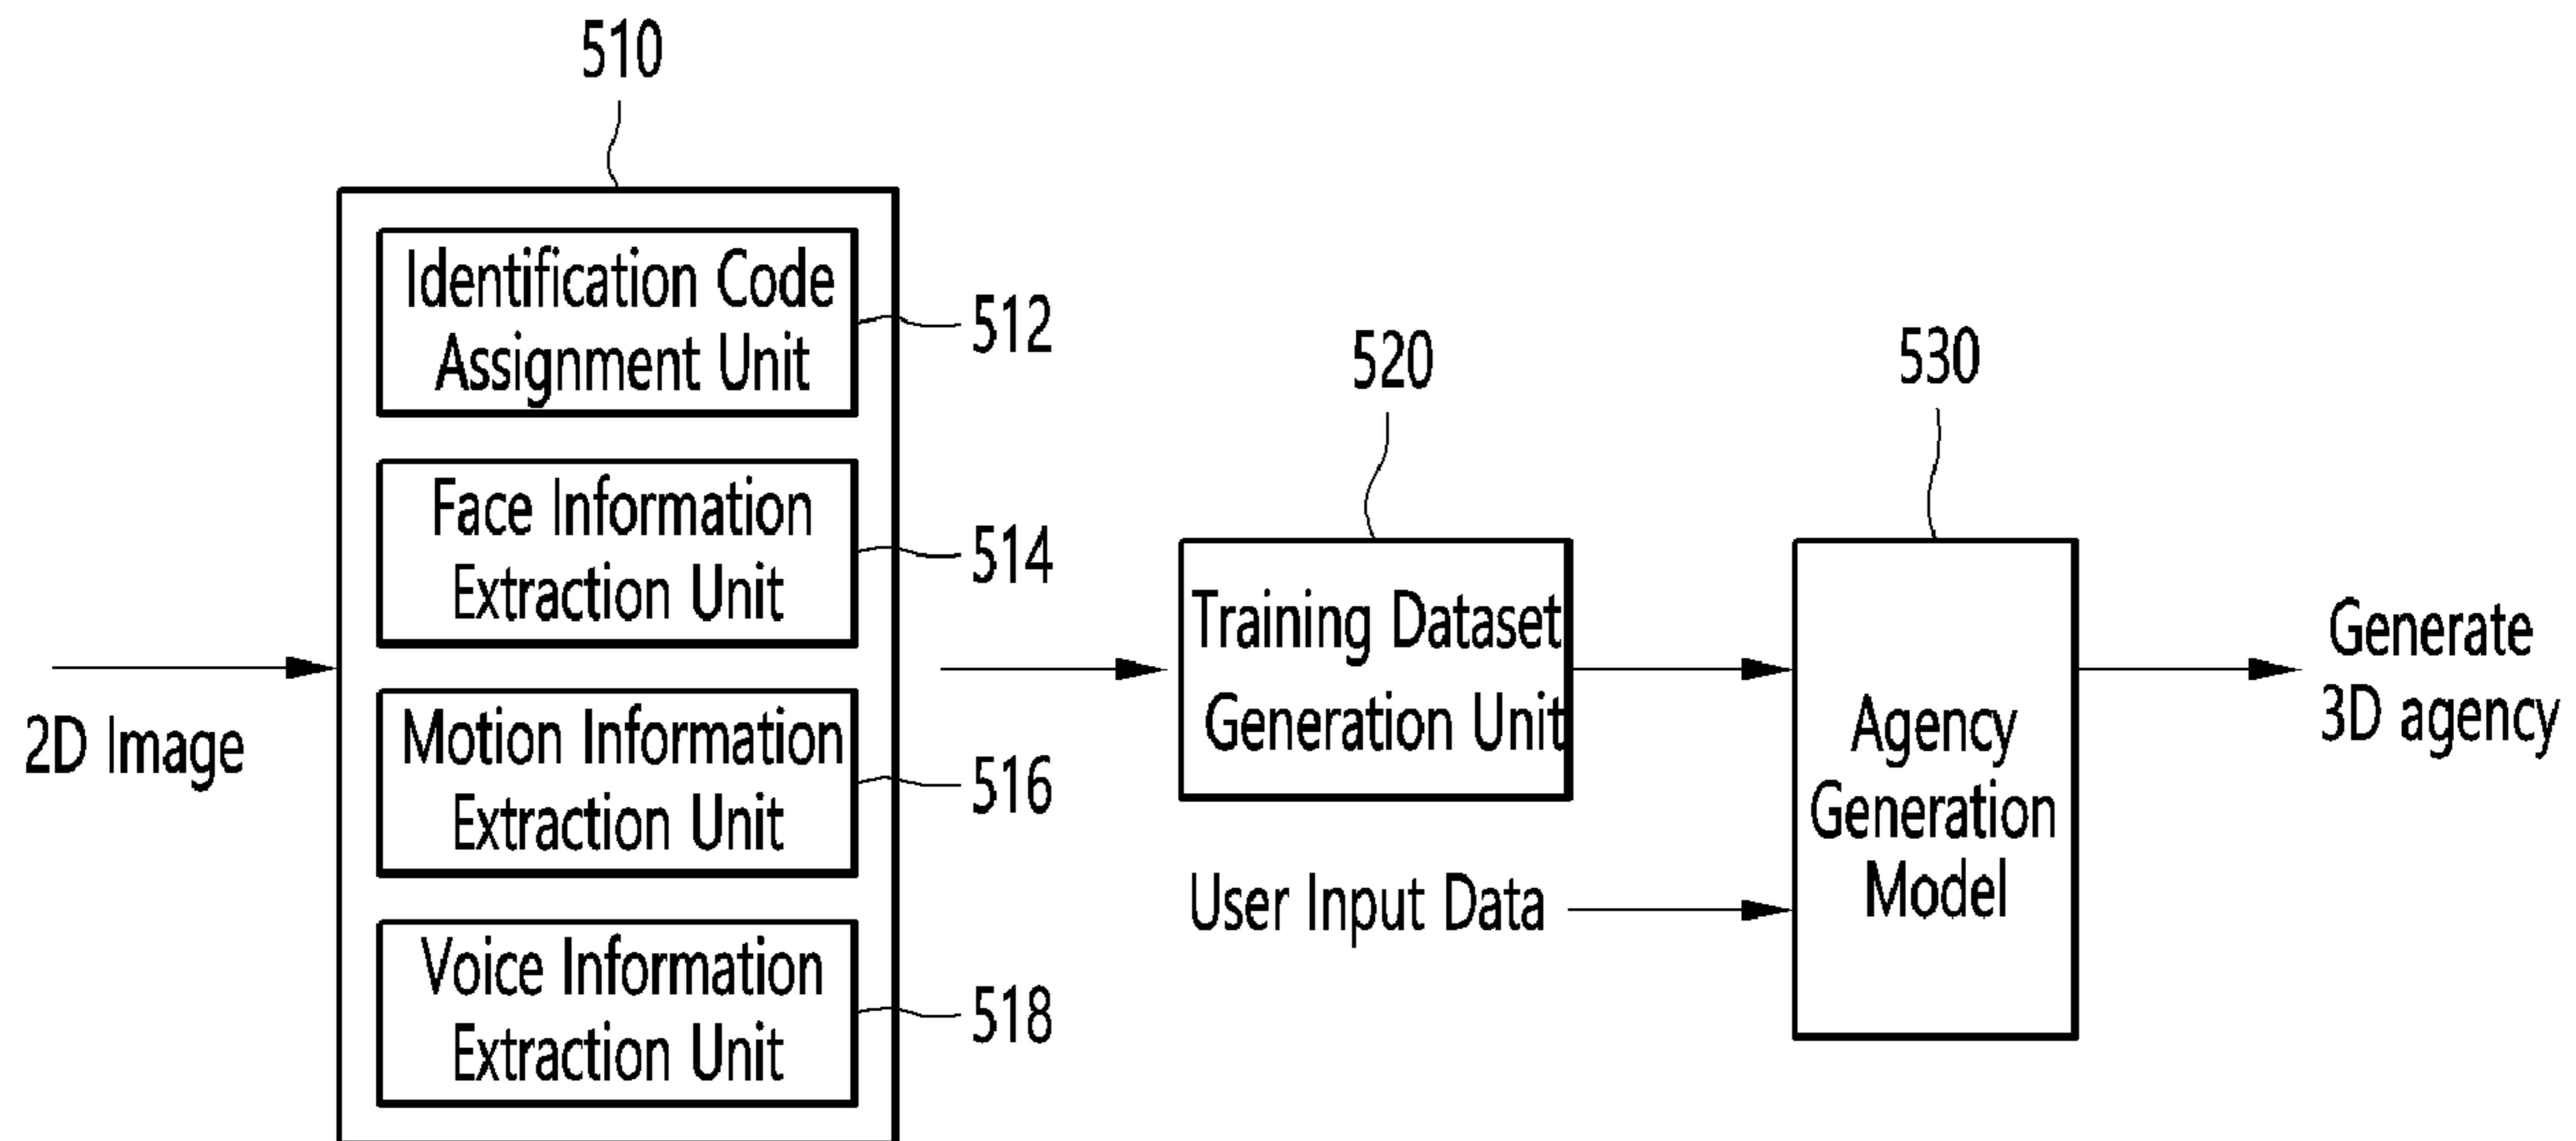 510
Identification Code
Assignment Unit
512
Face Information
Extraction Unit
514
Motion Information
Extraction Unit
516
Voice Information
Extraction Unit
518
2D Image
520
Training Dataset
Generation Unit
User Input Data
530
Agency
Generation
Model
Generate
3D agency